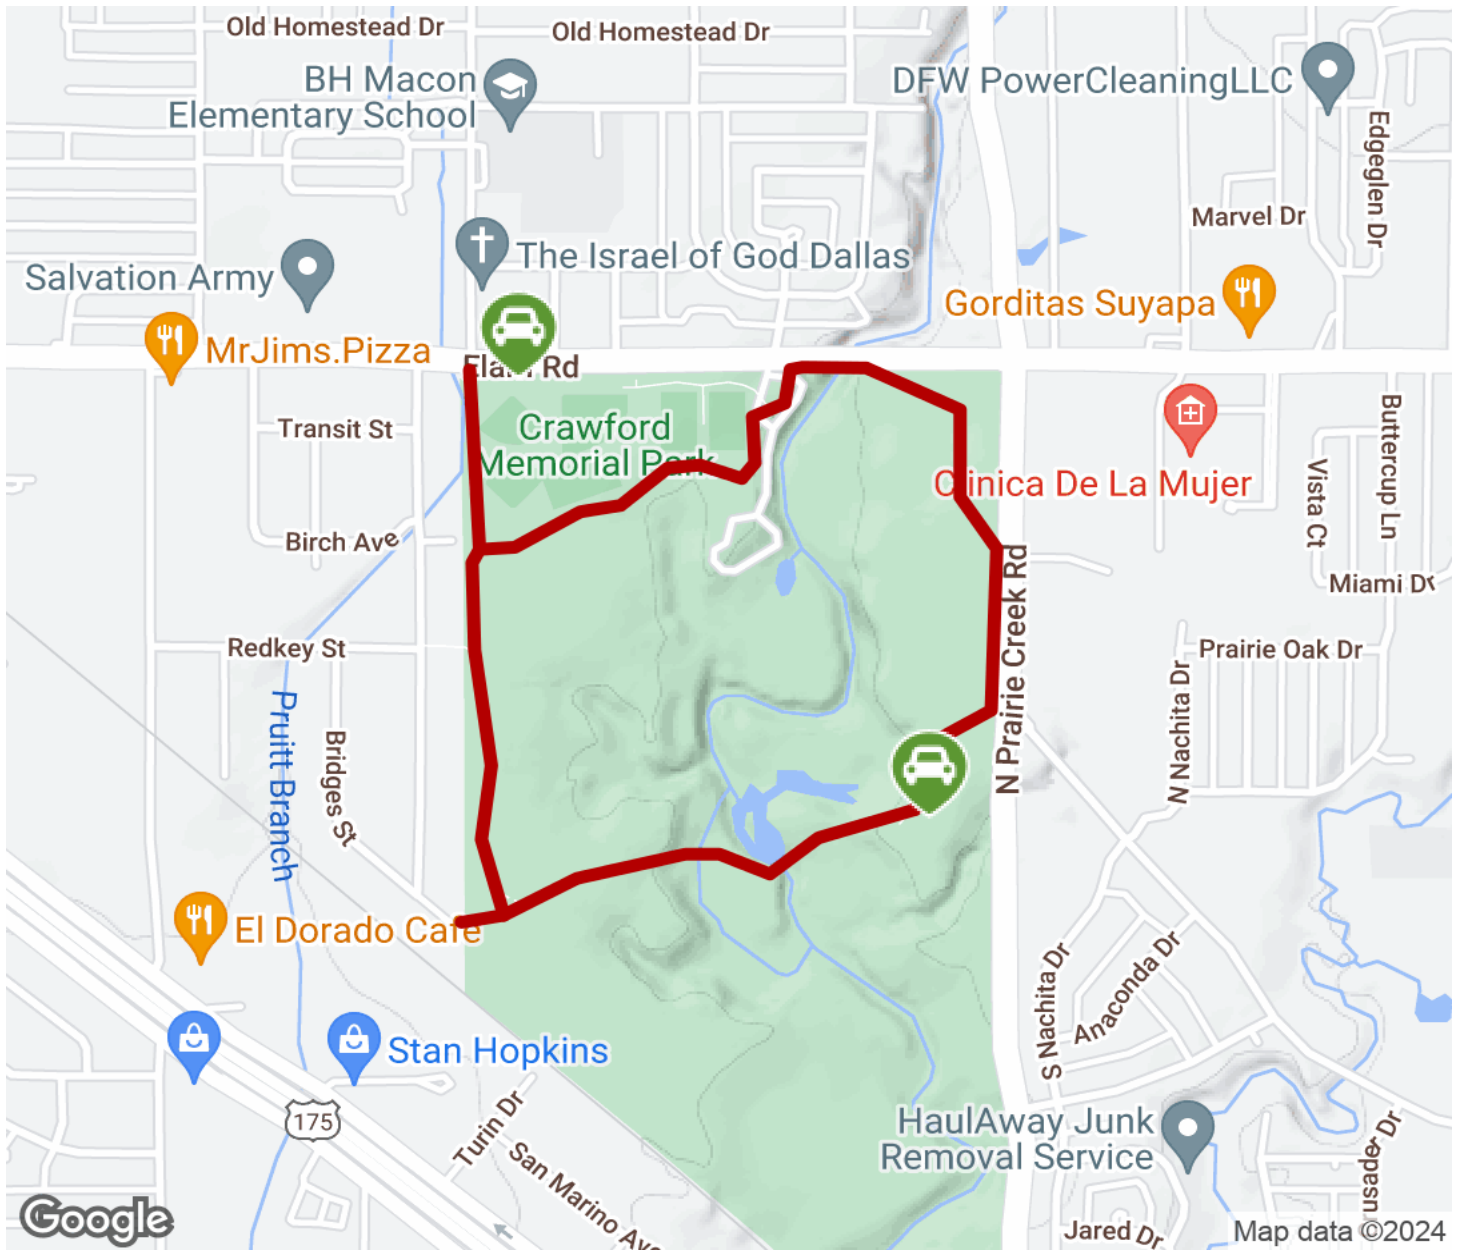 Old Homestead Dr
Old Homestead Dr
BH Macon
Elementary School
DFW PowerCleaningLLC
Edgeglen Dr
Marvel Dr
The Israel of God Dallas
Salvation Army
Gorditas Suyapa
MrJims.Pizza
Elam Rd
Transit St
Crawford
Memorial Park
Buttercup Ln
Vista Ct
Clinica De La Mujer
Birch Ave
Miami Dr
N Prairie Creek Rd
Redkey St
Prairie Oak Dr
N Nachita Dr
Pruitt Branch
Bridges St
El Dorado Cafe
S Nachita Dr
Anaconda Dr
Stan Hopkins
175
Turin Dr
San Marino Ave
HaulAway Junk
Removal Service
usader Dr
Jared Dr
Google
Map data ©2024